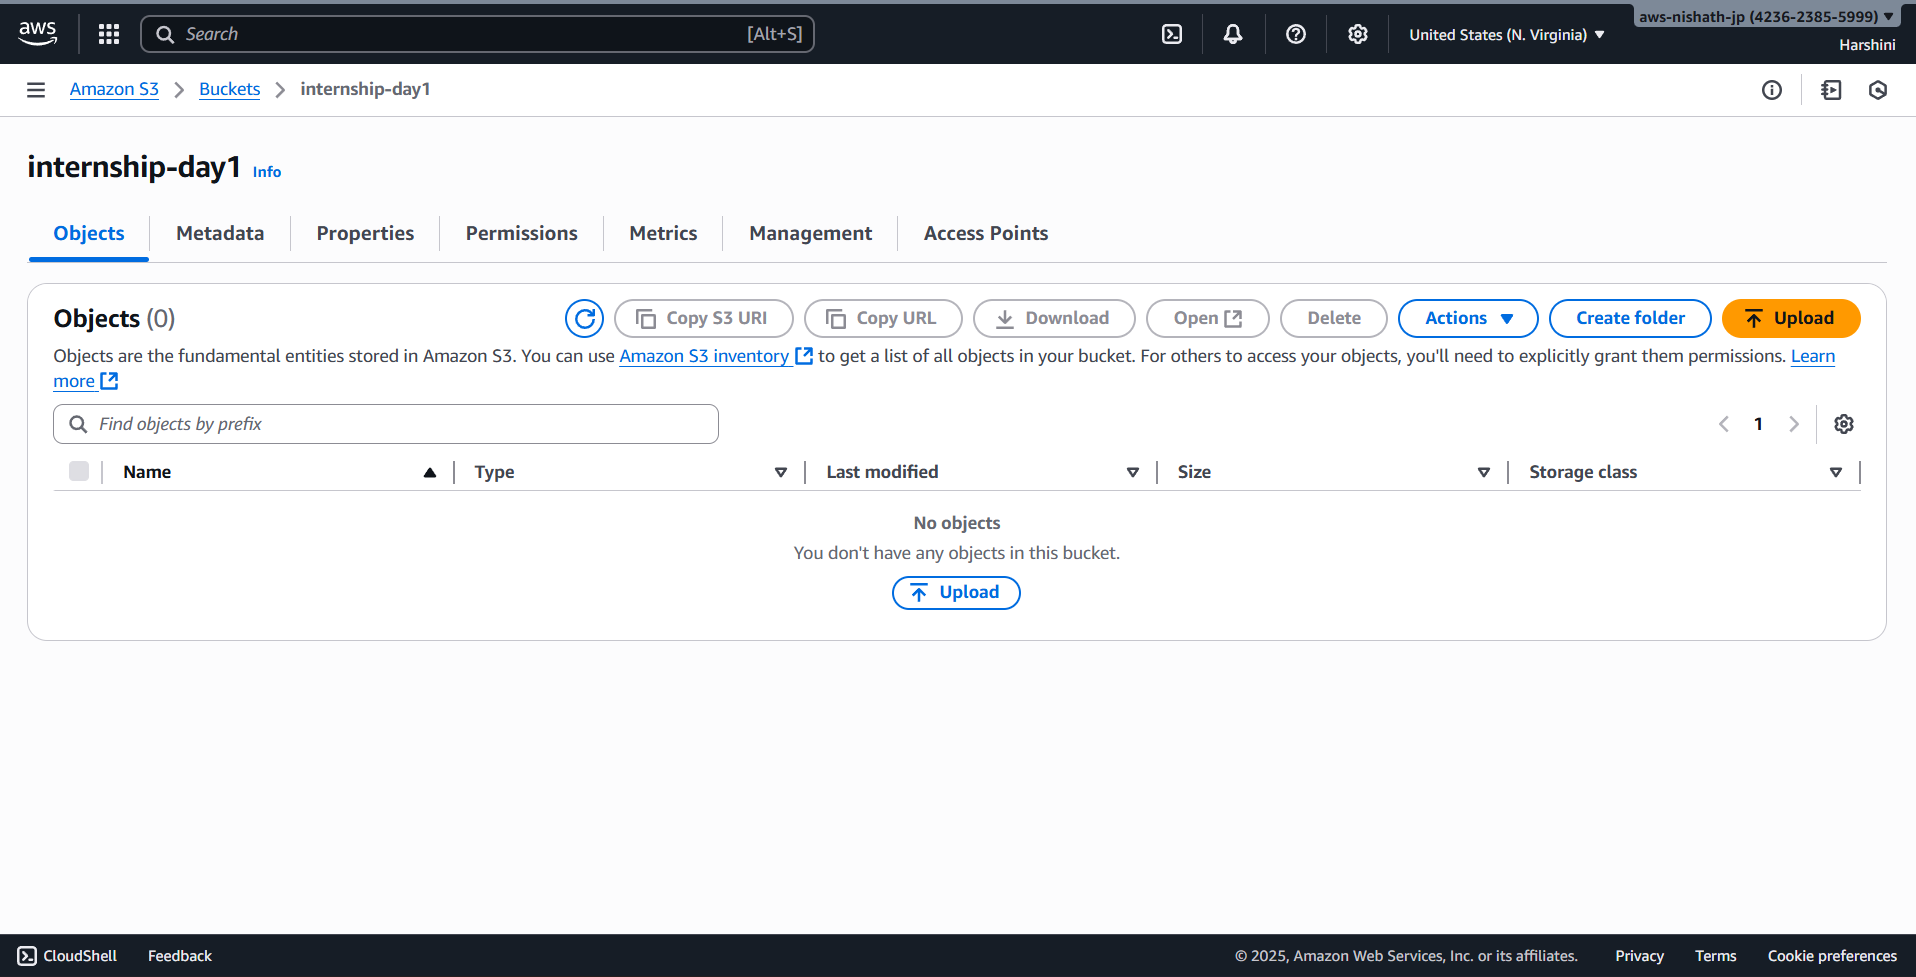 aws
Search [Alt+S]
United States (N. Virginia)
aws-nishath-jp (4236-2385-5999)
Harshini
Amazon S3 > Buckets > internship-day1
internship-day1 Info
Objects Metadata Properties Permissions Metrics Management Access Points
Objects (0) Copy S3 URI Copy URL Download Open Delete Actions Create folder Upload
Objects are the fundamental entities stored in Amazon S3. You can use Amazon S3 inventory to get a list of all objects in your bucket. For others to access your objects, you'll need to explicitly grant them permissions. Learn
more
Find objects by prefix
1
Name Type Last modified Size Storage class
No objects
You don't have any objects in this bucket.
Upload
CloudShell Feedback © 2025, Amazon Web Services, Inc. or its affiliates. Privacy Terms Cookie preferences